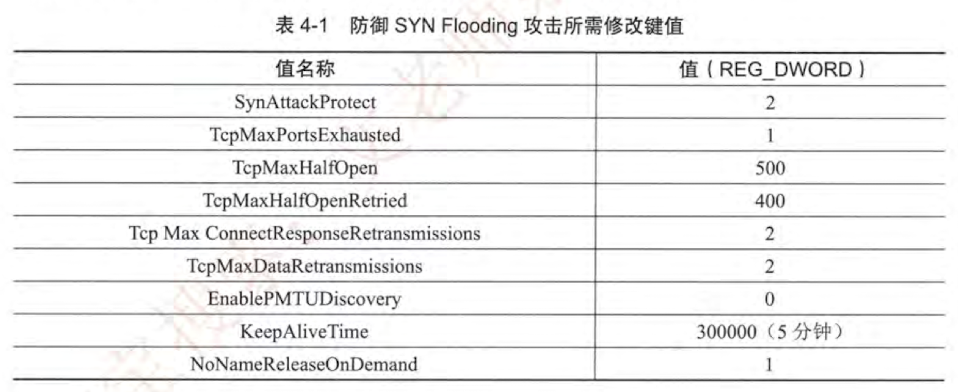 表 4-1 防御 SYN Flooding 攻击所需修改键值
值名称 值（REG_DWORD）
SynAttackProtect 2
TcpMaxPortsExhausted 1
TcpMaxHalfOpen 500
TcpMaxHalfOpenRetried 400
Tcp Max ConnectResponseRetransmissions 2
TcpMaxDataRetransmissions 2
EnablePMTUDiscovery 0
KeepAliveTime 300000（5 分钟）
NoNameReleaseOnDemand 1